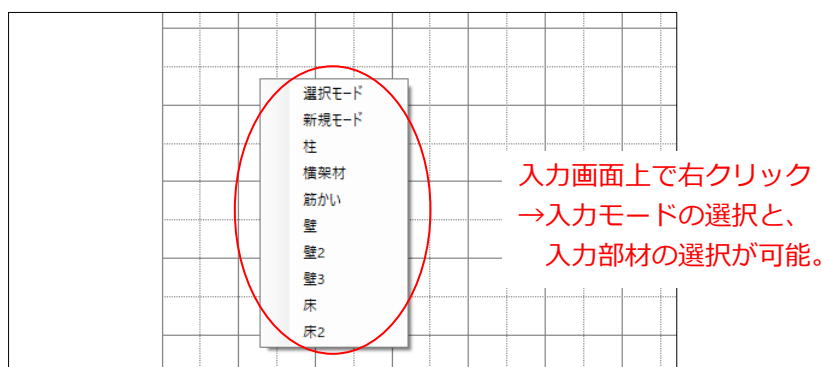 選択モード
新規モード
柱
横架材
筋かい
壁
壁2
壁3
床
床2
入力画面上で右クリック
→入力モードの選択と、
入力部材の選択が可能。